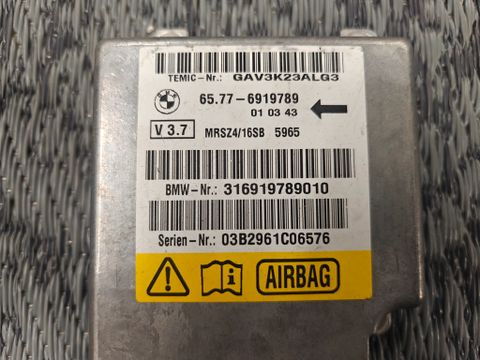 TEMIC-Nr.: GAV3K23ALG3
65.77-6919789
01 03 43
V 3.7 MRSZ4/16SB 5965
BMW-Nr.: 316919789010
Serien-Nr.: 03B2961C06576
AIRBAG